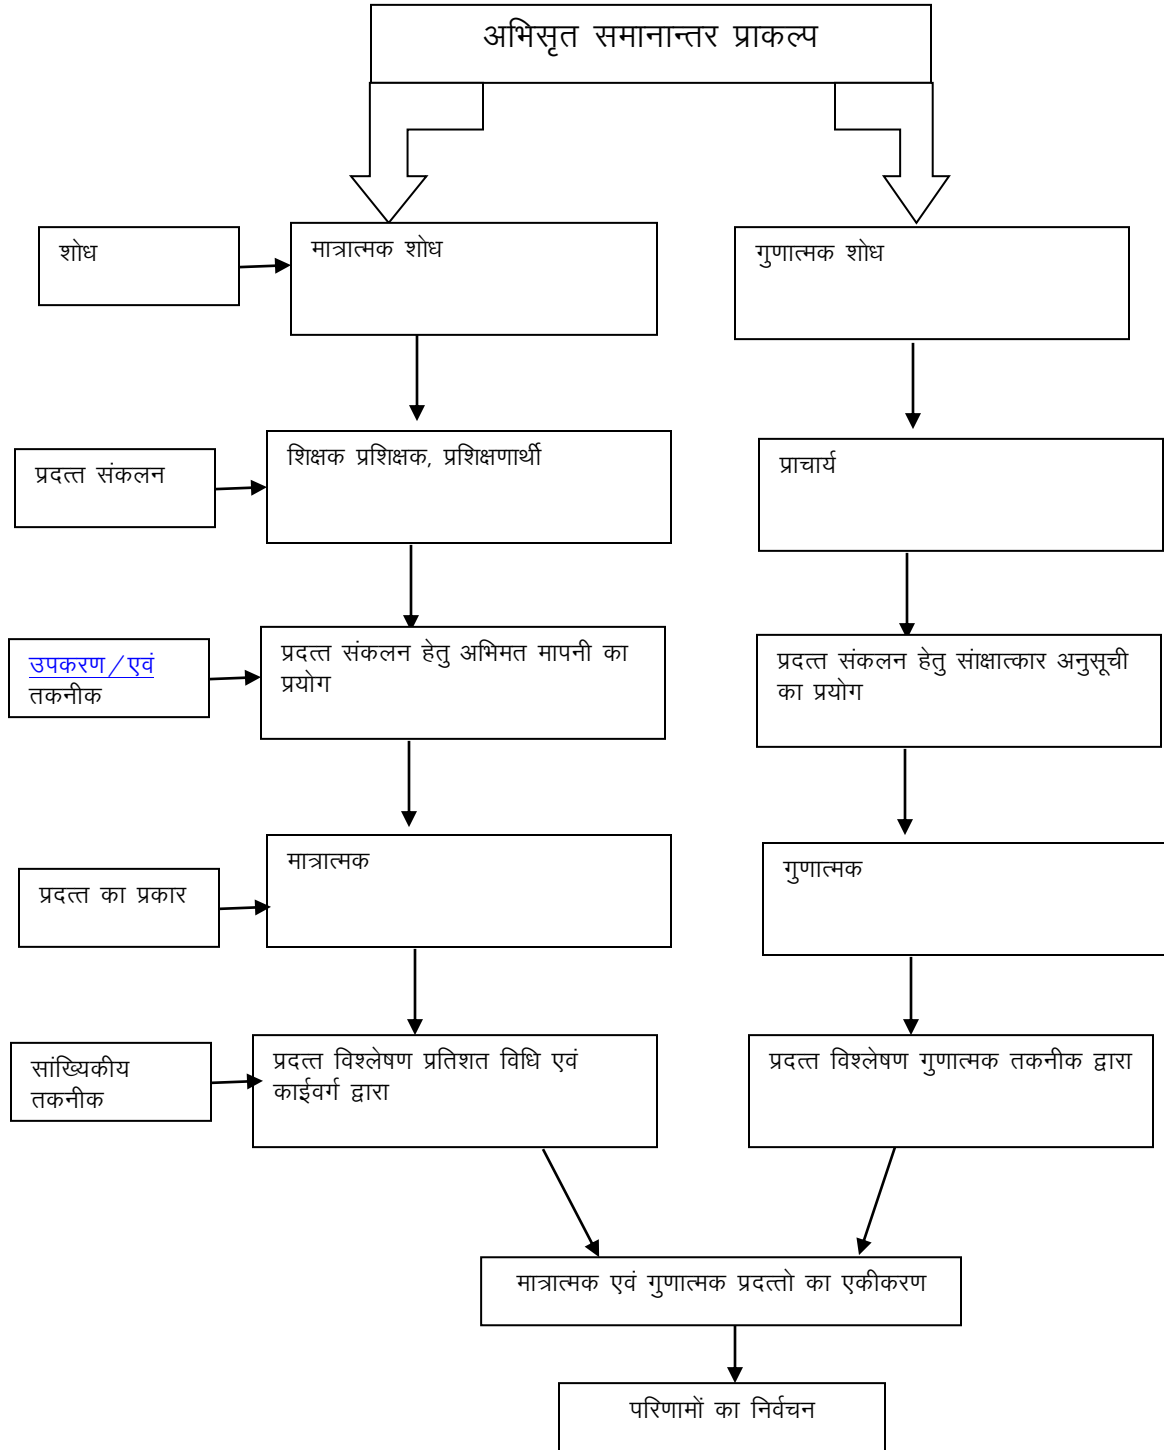 अभिसृत समानान्तर प्राकल्प
शोध
मात्रात्मक शोध
गुणात्मक शोध
प्रदत्त संकलन
शिक्षक प्रशिक्षक, प्रशिक्षणार्थी
प्राचार्य
उपकरण/एवं
तकनीक
प्रदत्त संकलन हेतु अभिमत मापनी का
प्रयोग
प्रदत्त संकलन हेतु सांक्षात्कार अनुसूची
का प्रयोग
प्रदत्त का प्रकार
मात्रात्मक
गुणात्मक
सांख्यिकीय
तकनीक
प्रदत्त विश्लेषण प्रतिशत विधि एवं
काईवर्ग द्वारा
प्रदत्त विश्लेषण गुणात्मक तकनीक द्वारा
मात्रात्मक एवं गुणात्मक प्रदत्तो का एकीकरण
परिणामों का निर्वचन